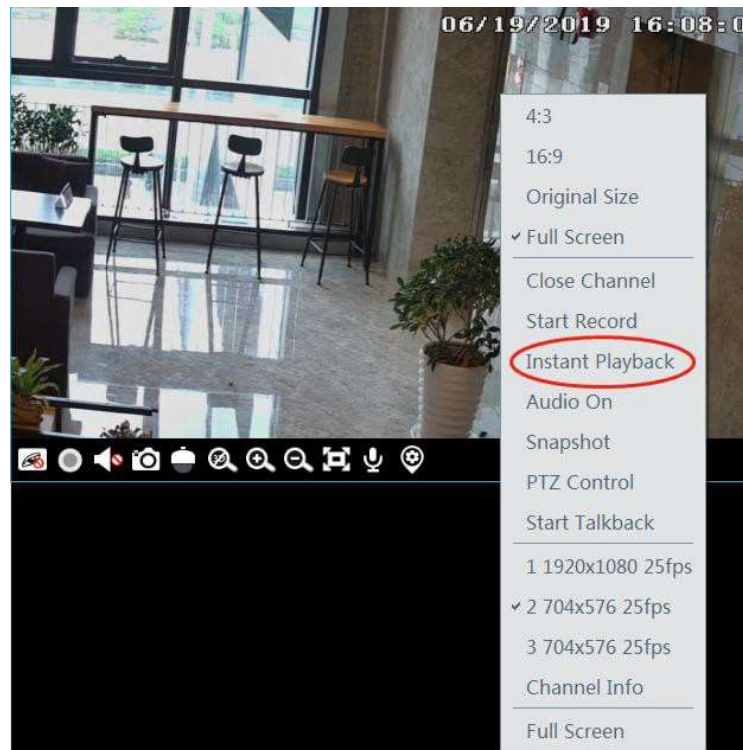 06/19/2019 16:08:0
4:3
16:9
Original Size
Full Screen
Close Channel
Start Record
Instant Playback
Audio On
Snapshot
PTZ Control
Start Talkback
1 1920x1080 25fps
2 704x576 25fps
3 704x576 25fps
Channel Info
Full Screen
3D